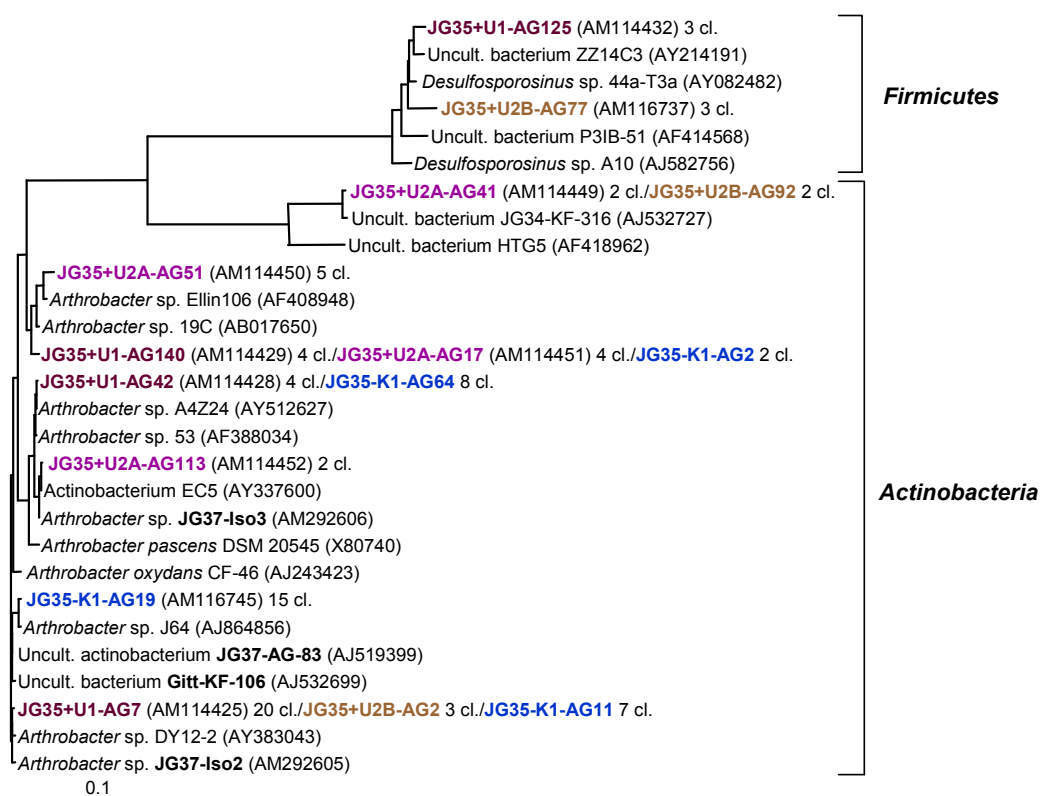 JG35+U1-AG125 (AM114432) 3 cl.
Uncult. bacterium ZZ14C3 (AY214191)
Desulfosporosinus sp. 44a-T3a (AY082482)
JG35+U2B-AG77 (AM116737) 3 cl.
Uncult. bacterium P3IB-51 (AF414568)
Desulfosporosinus sp. A10 (AJ582756)
Firmicutes
JG35+U2A-AG41 (AM114449) 2 cl./JG35+U2B-AG92 2 cl.
Uncult. bacterium JG34-KF-316 (AJ532727)
Uncult. bacterium HTG5 (AF418962)
JG35+U2A-AG51 (AM114450) 5 cl.
Arthrobacter sp. Ellin106 (AF408948)
Arthrobacter sp. 19C (AB017650)
JG35+U1-AG140 (AM114429) 4 cl./JG35+U2A-AG17 (AM114451) 4 cl./JG35-K1-AG2 2 cl.
JG35+U1-AG42 (AM114428) 4 cl./JG35-K1-AG64 8 cl.
Arthrobacter sp. A4Z24 (AY512627)
Arthrobacter sp. 53 (AF388034)
JG35+U2A-AG113 (AM114452) 2 cl.
Actinobacterium EC5 (AY337600)
Arthrobacter sp. JG37-Iso3 (AM292606)
Arthrobacter pascens DSM 20545 (X80740)
Arthrobacter oxydans CF-46 (AJ243423)
JG35-K1-AG19 (AM116745) 15 cl.
Arthrobacter sp. J64 (AJ864856)
Uncult. actinobacterium JG37-AG-83 (AJ519399)
Uncult. bacterium Gitt-KF-106 (AJ532699)
JG35+U1-AG7 (AM114425) 20 cl./JG35+U2B-AG2 3 cl./JG35-K1-AG11 7 cl.
Arthrobacter sp. DY12-2 (AY383043)
Arthrobacter sp. JG37-Iso2 (AM292605)
Actinobacteria
0.1